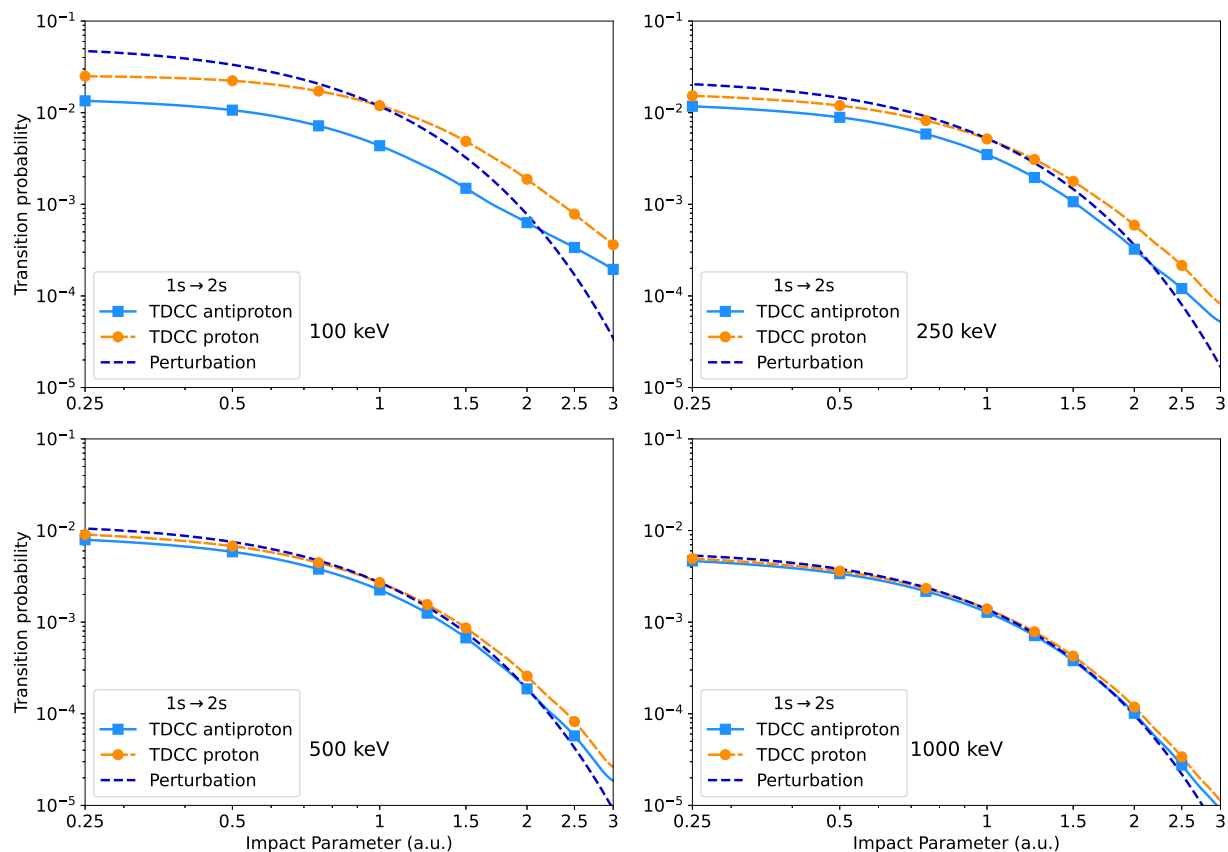 Transition probability
10⁻¹
10⁻²
10⁻³
10⁻⁴
10⁻⁵
1s→2s
TDCC antiproton
TDCC proton
Perturbation
100 keV
0.25 0.5 1 1.5 2 2.5 3
10⁻¹
10⁻²
10⁻³
10⁻⁴
10⁻⁵
1s→2s
TDCC antiproton
TDCC proton
Perturbation
250 keV
0.25 0.5 1 1.5 2 2.5 3
Transition probability
10⁻¹
10⁻²
10⁻³
10⁻⁴
10⁻⁵
1s→2s
TDCC antiproton
TDCC proton
Perturbation
500 keV
0.25 0.5 1 1.5 2 2.5 3
Impact Parameter (a.u.)
10⁻¹
10⁻²
10⁻³
10⁻⁴
10⁻⁵
1s→2s
TDCC antiproton
TDCC proton
Perturbation
1000 keV
0.25 0.5 1 1.5 2 2.5 3
Impact Parameter (a.u.)